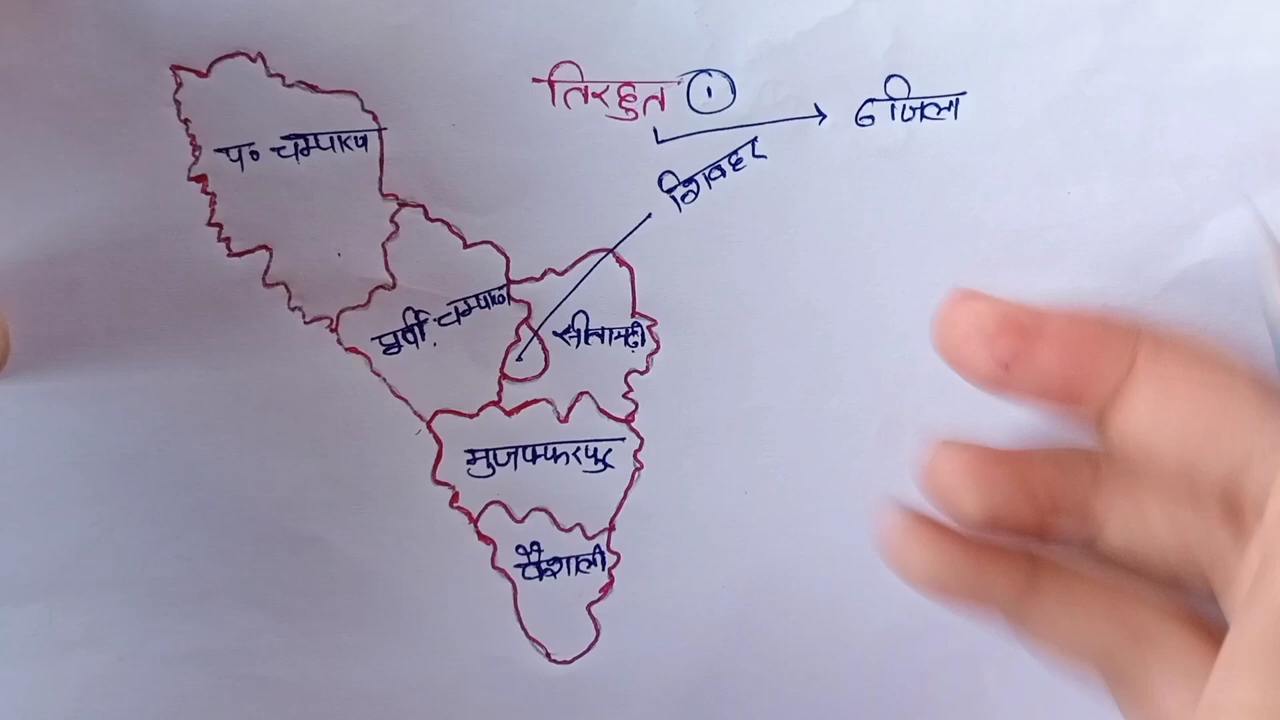 तिरहुत ①
6 जिला
शिवहर
प० चम्पारण
पूर्वी चम्पारण
सीतामढ़ी
मुजफ्फरपुर
वैशाली